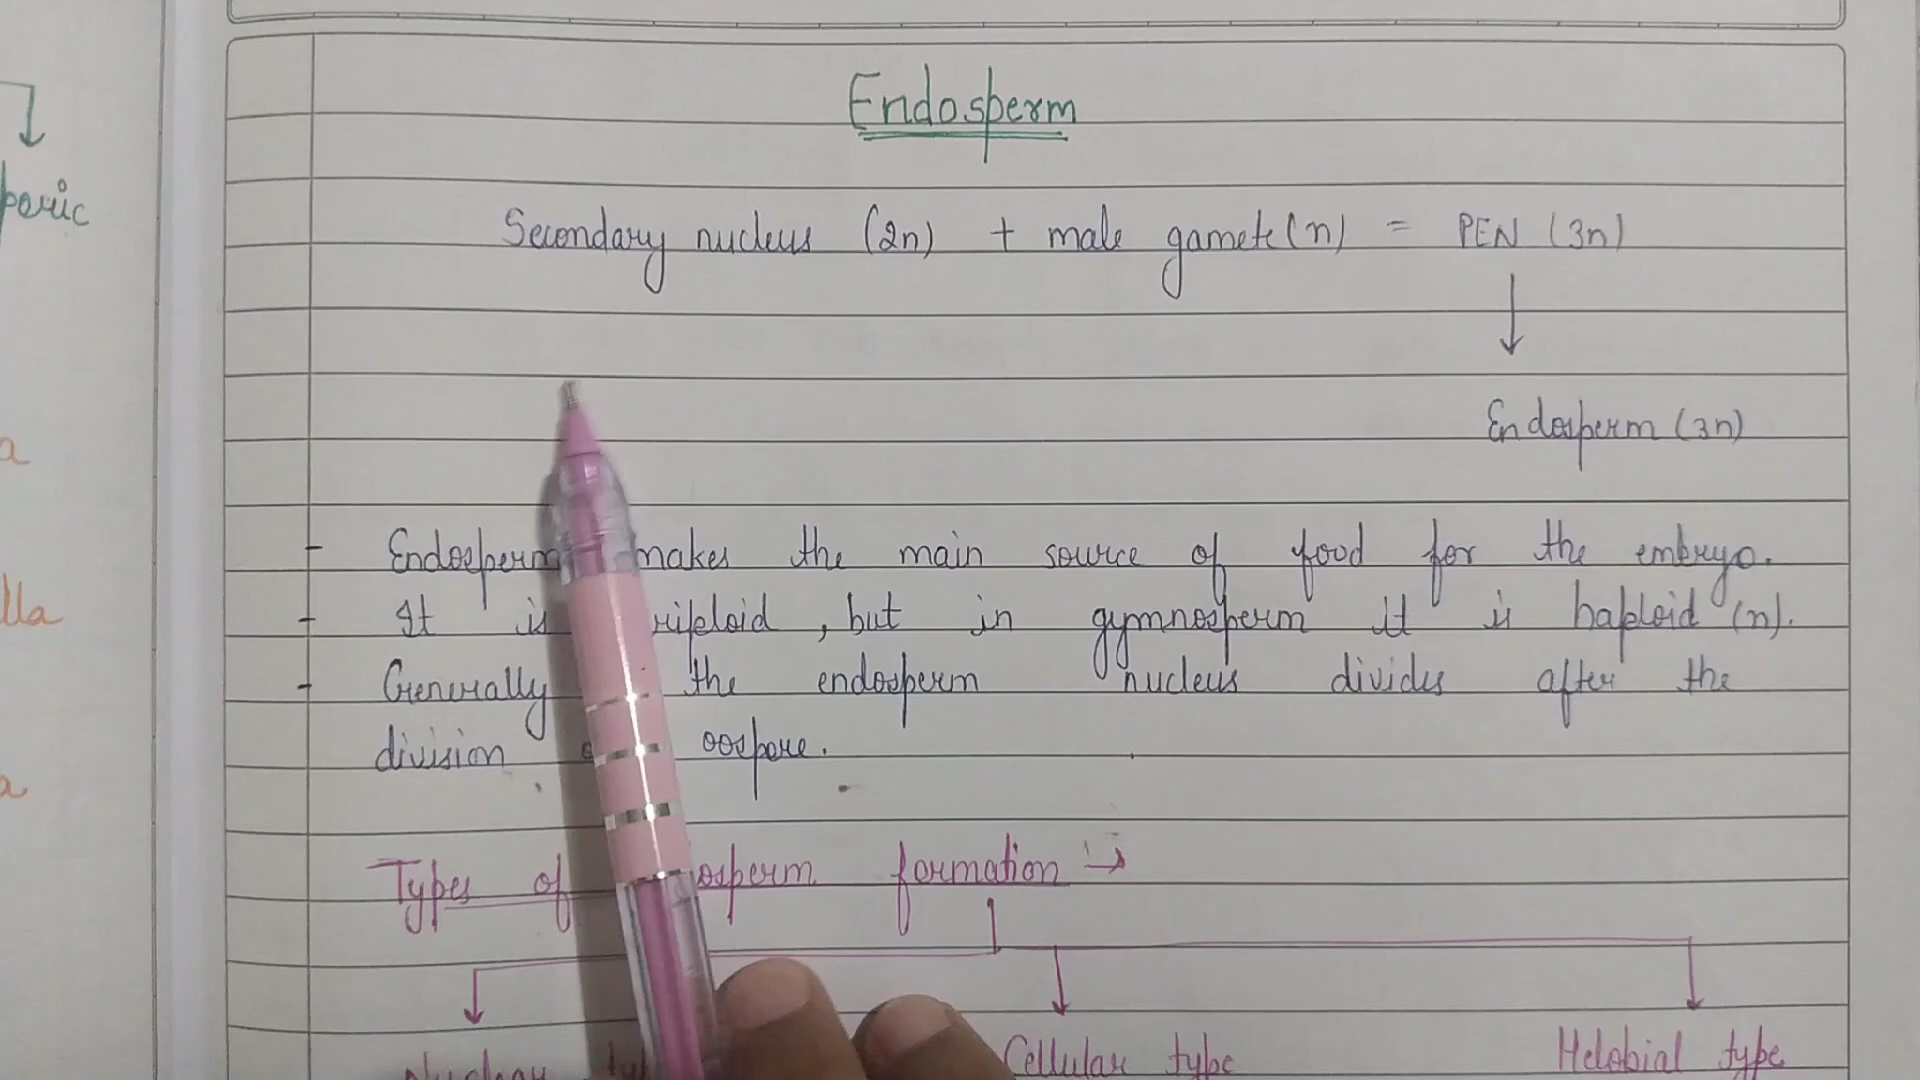 Endosperm
peric
Secondary nucleus (2n) + male gamete(n) = PEN (3n)
Endosperm (3n)
a
- Endosperm makes the main source of food for the embryo.
- It is riploid, but in gymnosperm it is haploid (n).
lla
- Generally the endosperm nucleus divides after the
division oospore.
a
Types of osperm formation →
Cellular type Helobial type